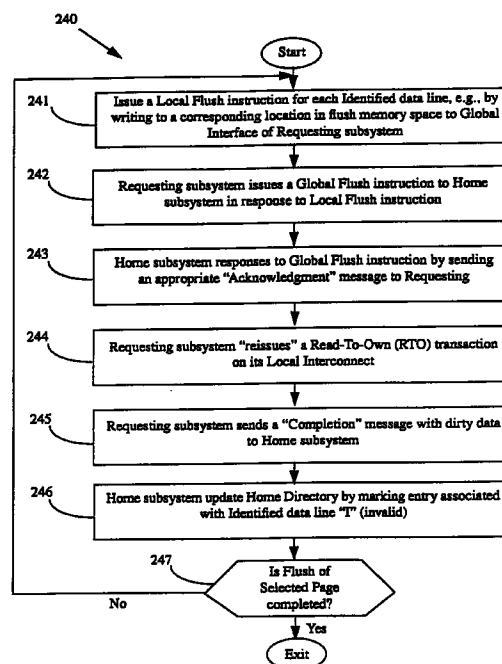 240
Start
241
Issue a Local Flush instruction for each Identified data line, e.g., by
writing to a corresponding location in flush memory space to Global
Interface of Requesting subsystem
242
Requesting subsystem issues a Global Flush instruction to Home
subsystem in response to Local Flush instruction
243
Home subsystem responses to Global Flush instruction by sending
an appropriate "Acknowledgment" message to Requesting
244
Requesting subsystem "reissues" a Read-To-Own (RTO) transaction
on its Local Interconnect
245
Requesting subsystem sends a "Completion" message with dirty data
to Home subsystem
246
Home subsystem update Home Directory by marking entry associated
with Identified data line "I" (invalid)
247
Is Flush of
Selected Page
completed?
No
Yes
Exit